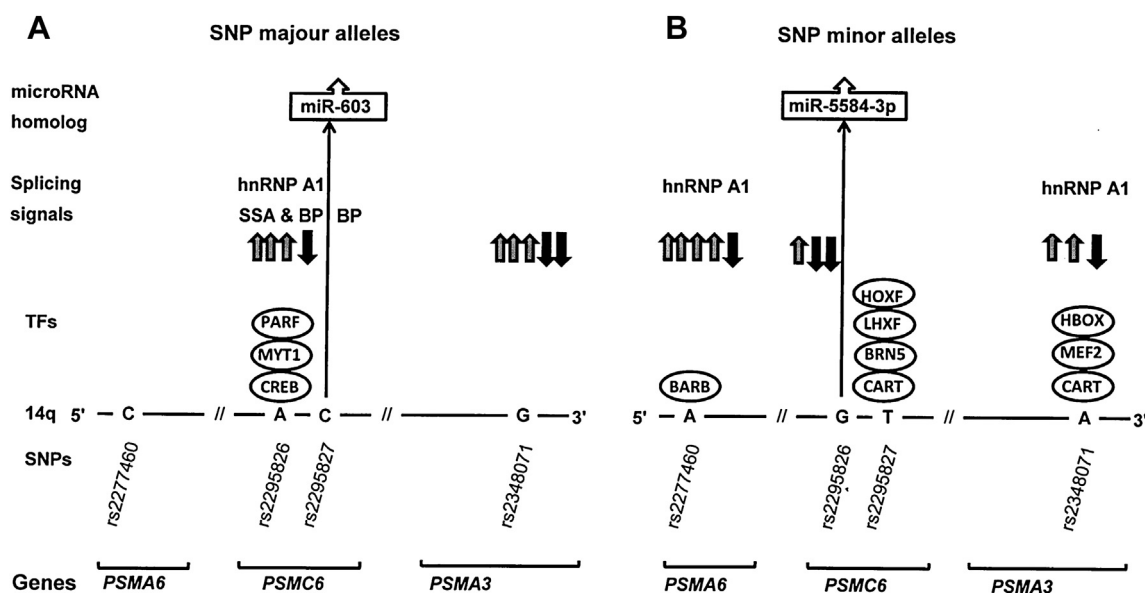 A
SNP majour alleles
B
SNP minor alleles
microRNA
homolog
miR-603
miR-5584-3p
Splicing
signals
hnRNP A1
SSA & BP
BP
hnRNP A1
hnRNP A1
TFs
PARF
MYT1
CREB
BARB
HOXF
LHXF
BRN5
CART
HBOX
MEF2
CART
14q 5' C // A C // G 3'
5' A // G T // A 3'
SNPs
rs2277460
rs2295826
rs2295827
rs2348071
rs2277460
rs2295826
rs2295827
rs2348071
Genes
PSMA6
PSMC6
PSMA3
PSMA6
PSMC6
PSMA3